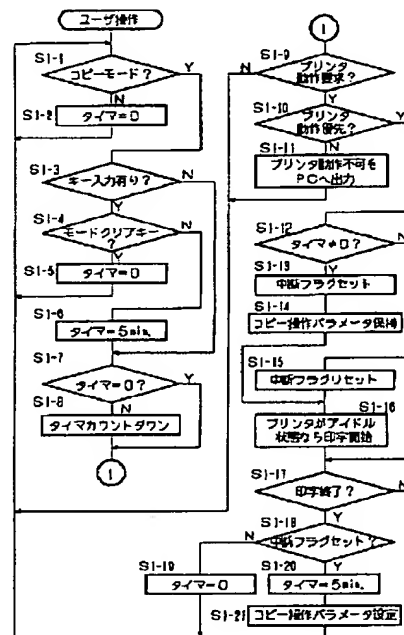 ユーザ操作
S1-1
コピーモード?
Y
N
S1-2
タイマ=0
S1-3
キー入力有り?
N
Y
S1-4
モードクリアキー
?
N
Y
S1-5
タイマ=0
S1-6
タイマ=5min.
S1-7
タイマ=0?
Y
S1-8
N
タイマカウントダウン
1
1
S1-9
プリンタ
動作要求?
N
Y
S1-10
プリンタ
動作優先?
Y
N
S1-11
プリンタ動作不可を
PCへ出力
S1-12
タイマ≠0?
N
Y
S1-13
中断フラグセット
S1-14
コピー操作パラメータ保持
S1-15
中断フラグリセット
S1-16
プリンタがアイドル
状態なら印字開始
S1-17
印字終了?
N
Y
S1-18
中断フラグセット?
N
Y
S1-19
タイマ=0
S1-20
タイマ=5min.
S1-21
コピー操作パラメータ設定